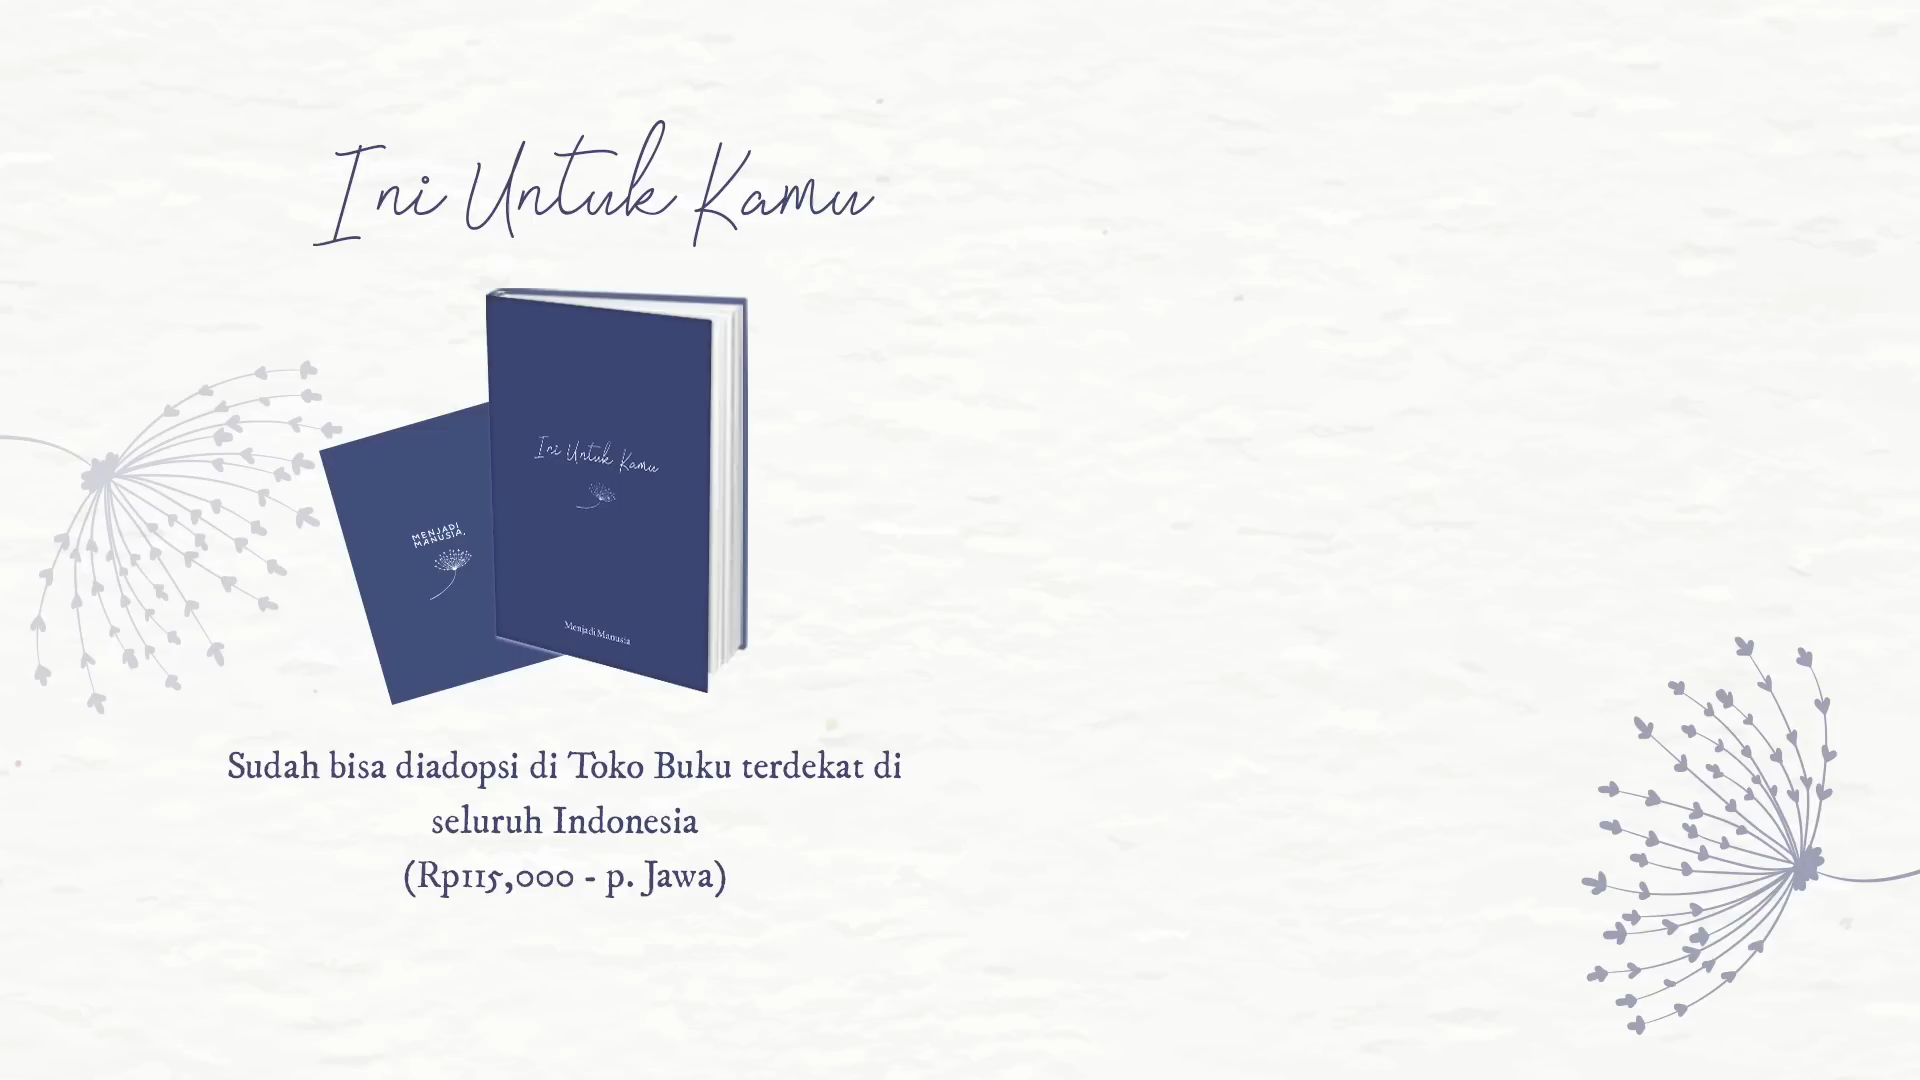 Ini Untuk Kamu
Ini Untuk Kamu
MENJADI
MANUSIA.
Menjadi Manusia
Sudah bisa diadopsi di Toko Buku terdekat di
seluruh Indonesia
(Rp115,000 - p. Jawa)